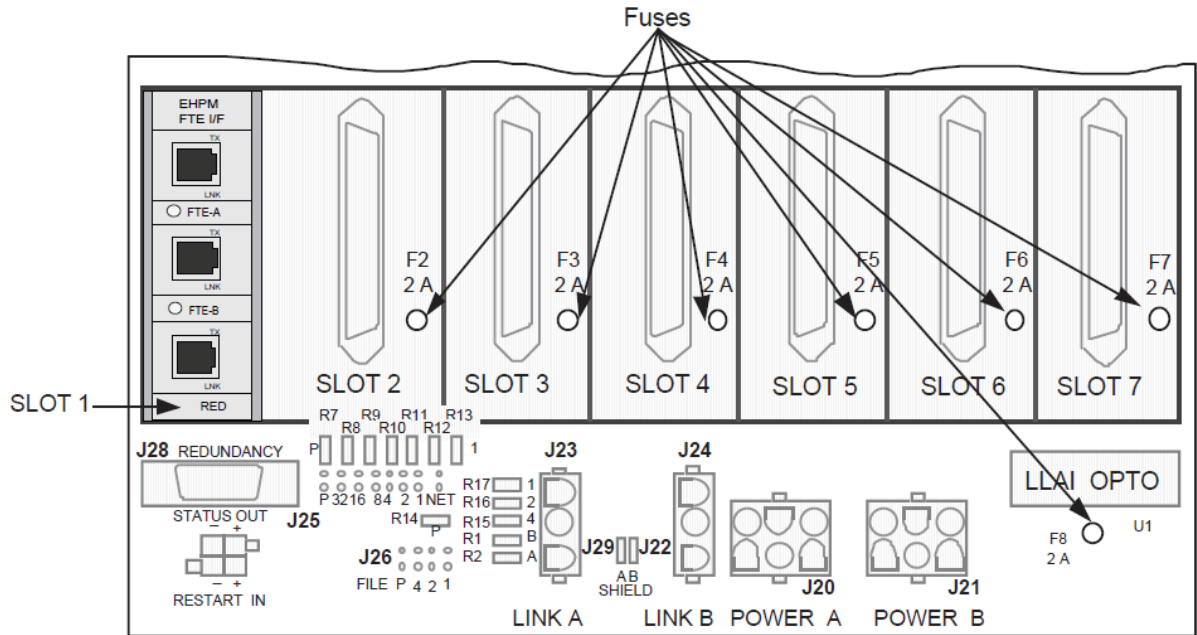 Fuses
EHPM
FTE I/F
TX
LNK
FTE-A
TX
LNK
FTE-B
TX
LNK
RED
SLOT 1
F2
2 A
F3
2 A
F4
2 A
F5
2 A
F6
2 A
F7
2 A
SLOT 2
SLOT 3
SLOT 4
SLOT 5
SLOT 6
SLOT 7
R7 R9 R11 R13
R8 R10 R12
P 1
J28 REDUNDANCY
P 32 16 8 4 2 1 NET
STATUS OUT
J25
− +
− +
RESTART IN
R14
P
J26
FILE P 4 2 1
R17 1
R16 2
R15 4
R1 B
R2 A
J23
LINK A
J29 J22
A B
SHIELD
J24
LINK B
J20
POWER A
J21
POWER B
LLAI OPTO
U1
F8
2 A